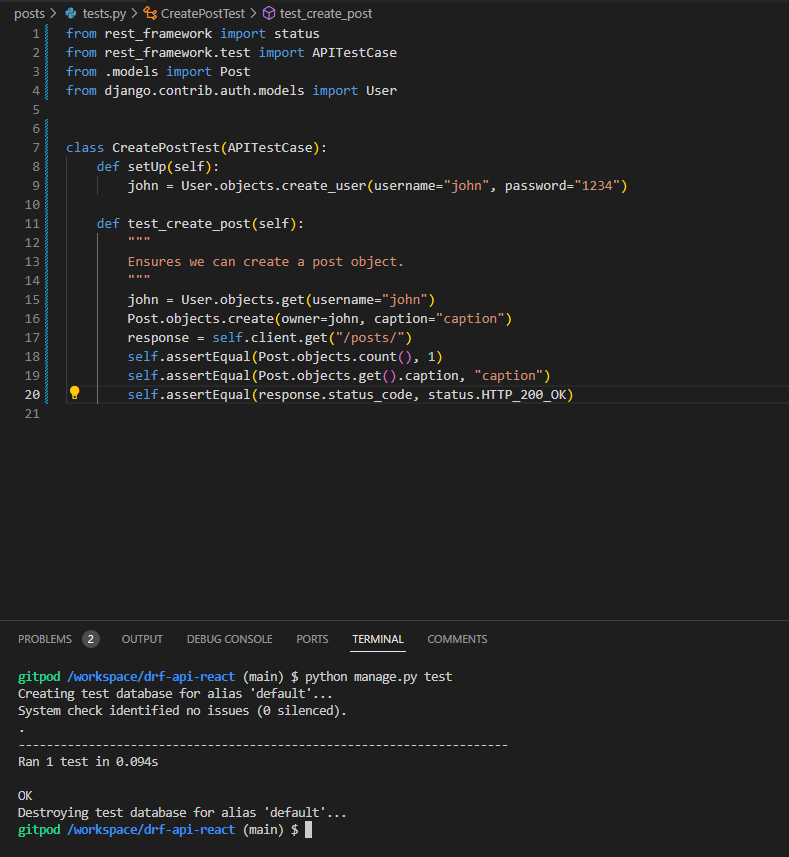 posts > tests.py > CreatePostTest > test_create_post
1 from rest_framework import status
2 from rest_framework.test import APITestCase
3 from .models import Post
4 from django.contrib.auth.models import User
5
6
7 class CreatePostTest(APITestCase):
8     def setUp(self):
9         john = User.objects.create_user(username="john", password="1234")
10
11     def test_create_post(self):
12         """
13         Ensures we can create a post object.
14         """
15         john = User.objects.get(username="john")
16         Post.objects.create(owner=john, caption="caption")
17         response = self.client.get("/posts/")
18         self.assertEqual(Post.objects.count(), 1)
19         self.assertEqual(Post.objects.get().caption, "caption")
20         self.assertEqual(response.status_code, status.HTTP_200_OK)
21
PROBLEMS 2 OUTPUT DEBUG CONSOLE PORTS TERMINAL COMMENTS
gitpod /workspace/drf-api-react (main) $ python manage.py test
Creating test database for alias 'default'...
System check identified no issues (0 silenced).
.
----------------------------------------------------------------------
Ran 1 test in 0.094s
OK
Destroying test database for alias 'default'...
gitpod /workspace/drf-api-react (main) $